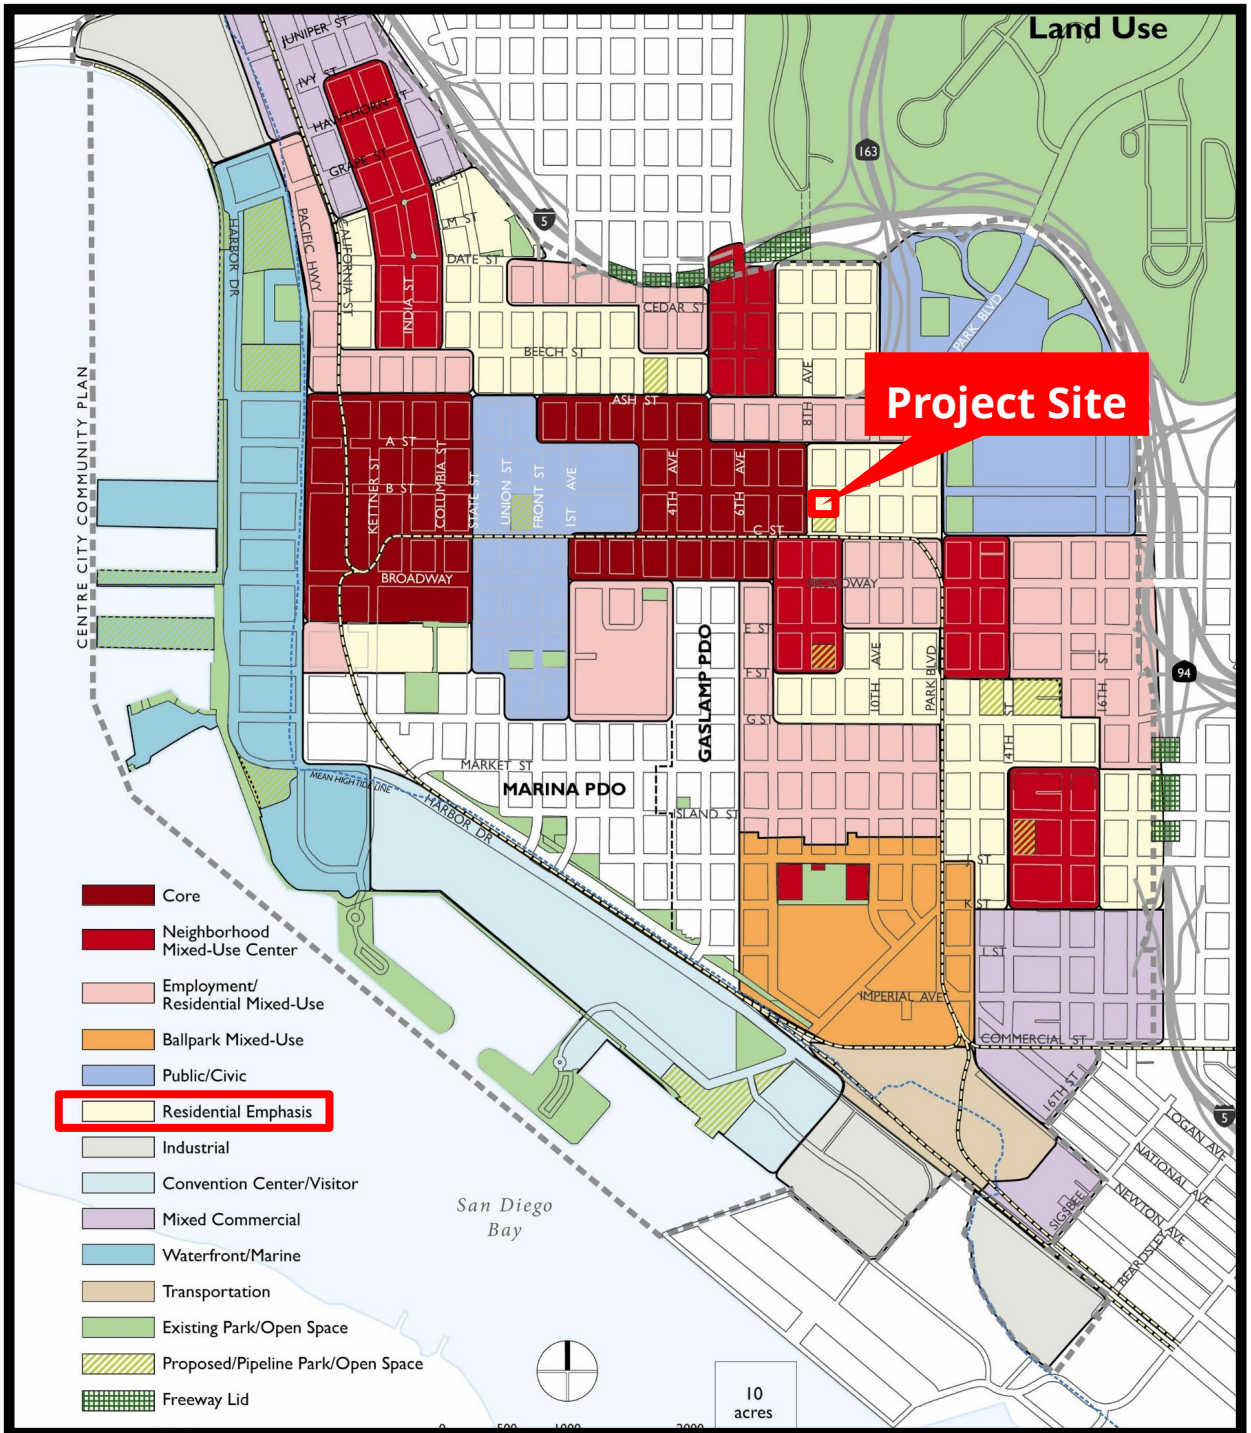 Land Use
JUNIPER ST
IVY ST
HAWTHORN ST
GRAPE ST
163
5
HARBOR DR
PACIFIC HWY
CALIFORNIA ST
DATE ST
INDIA ST
CEDAR ST
PARK BLVD
BEECH ST
8TH AVE
ASH ST
Project Site
CENTRE CITY COMMUNITY PLAN
A ST
B ST
KETTNER ST
COLUMBIA ST
STATE ST
UNION ST
FRONT ST
1ST AVE
4TH AVE
6TH AVE
C ST
BROADWAY
BROADWAY
E ST
F ST
G ST
GASLAMP PDO
10TH AVE
PARK BLVD
16TH ST
94
MARKET ST
MARINA PDO
ISLAND ST
MEAN HIGH TIDE LINE
HARBOR DR
J ST
K ST
L ST
IMPERIAL AVE
COMMERCIAL ST
16TH ST
5
LOGAN AVE
NATIONAL AVE
NEWTON AVE
SIGSBEE
BEARDSLEY
San Diego
Bay
Core
Neighborhood
Mixed-Use Center
Employment/
Residential Mixed-Use
Ballpark Mixed-Use
Public/Civic
Residential Emphasis
Industrial
Convention Center/Visitor
Mixed Commercial
Waterfront/Marine
Transportation
Existing Park/Open Space
Proposed/Pipeline Park/Open Space
Freeway Lid
10
acres
0 500 1000 2000